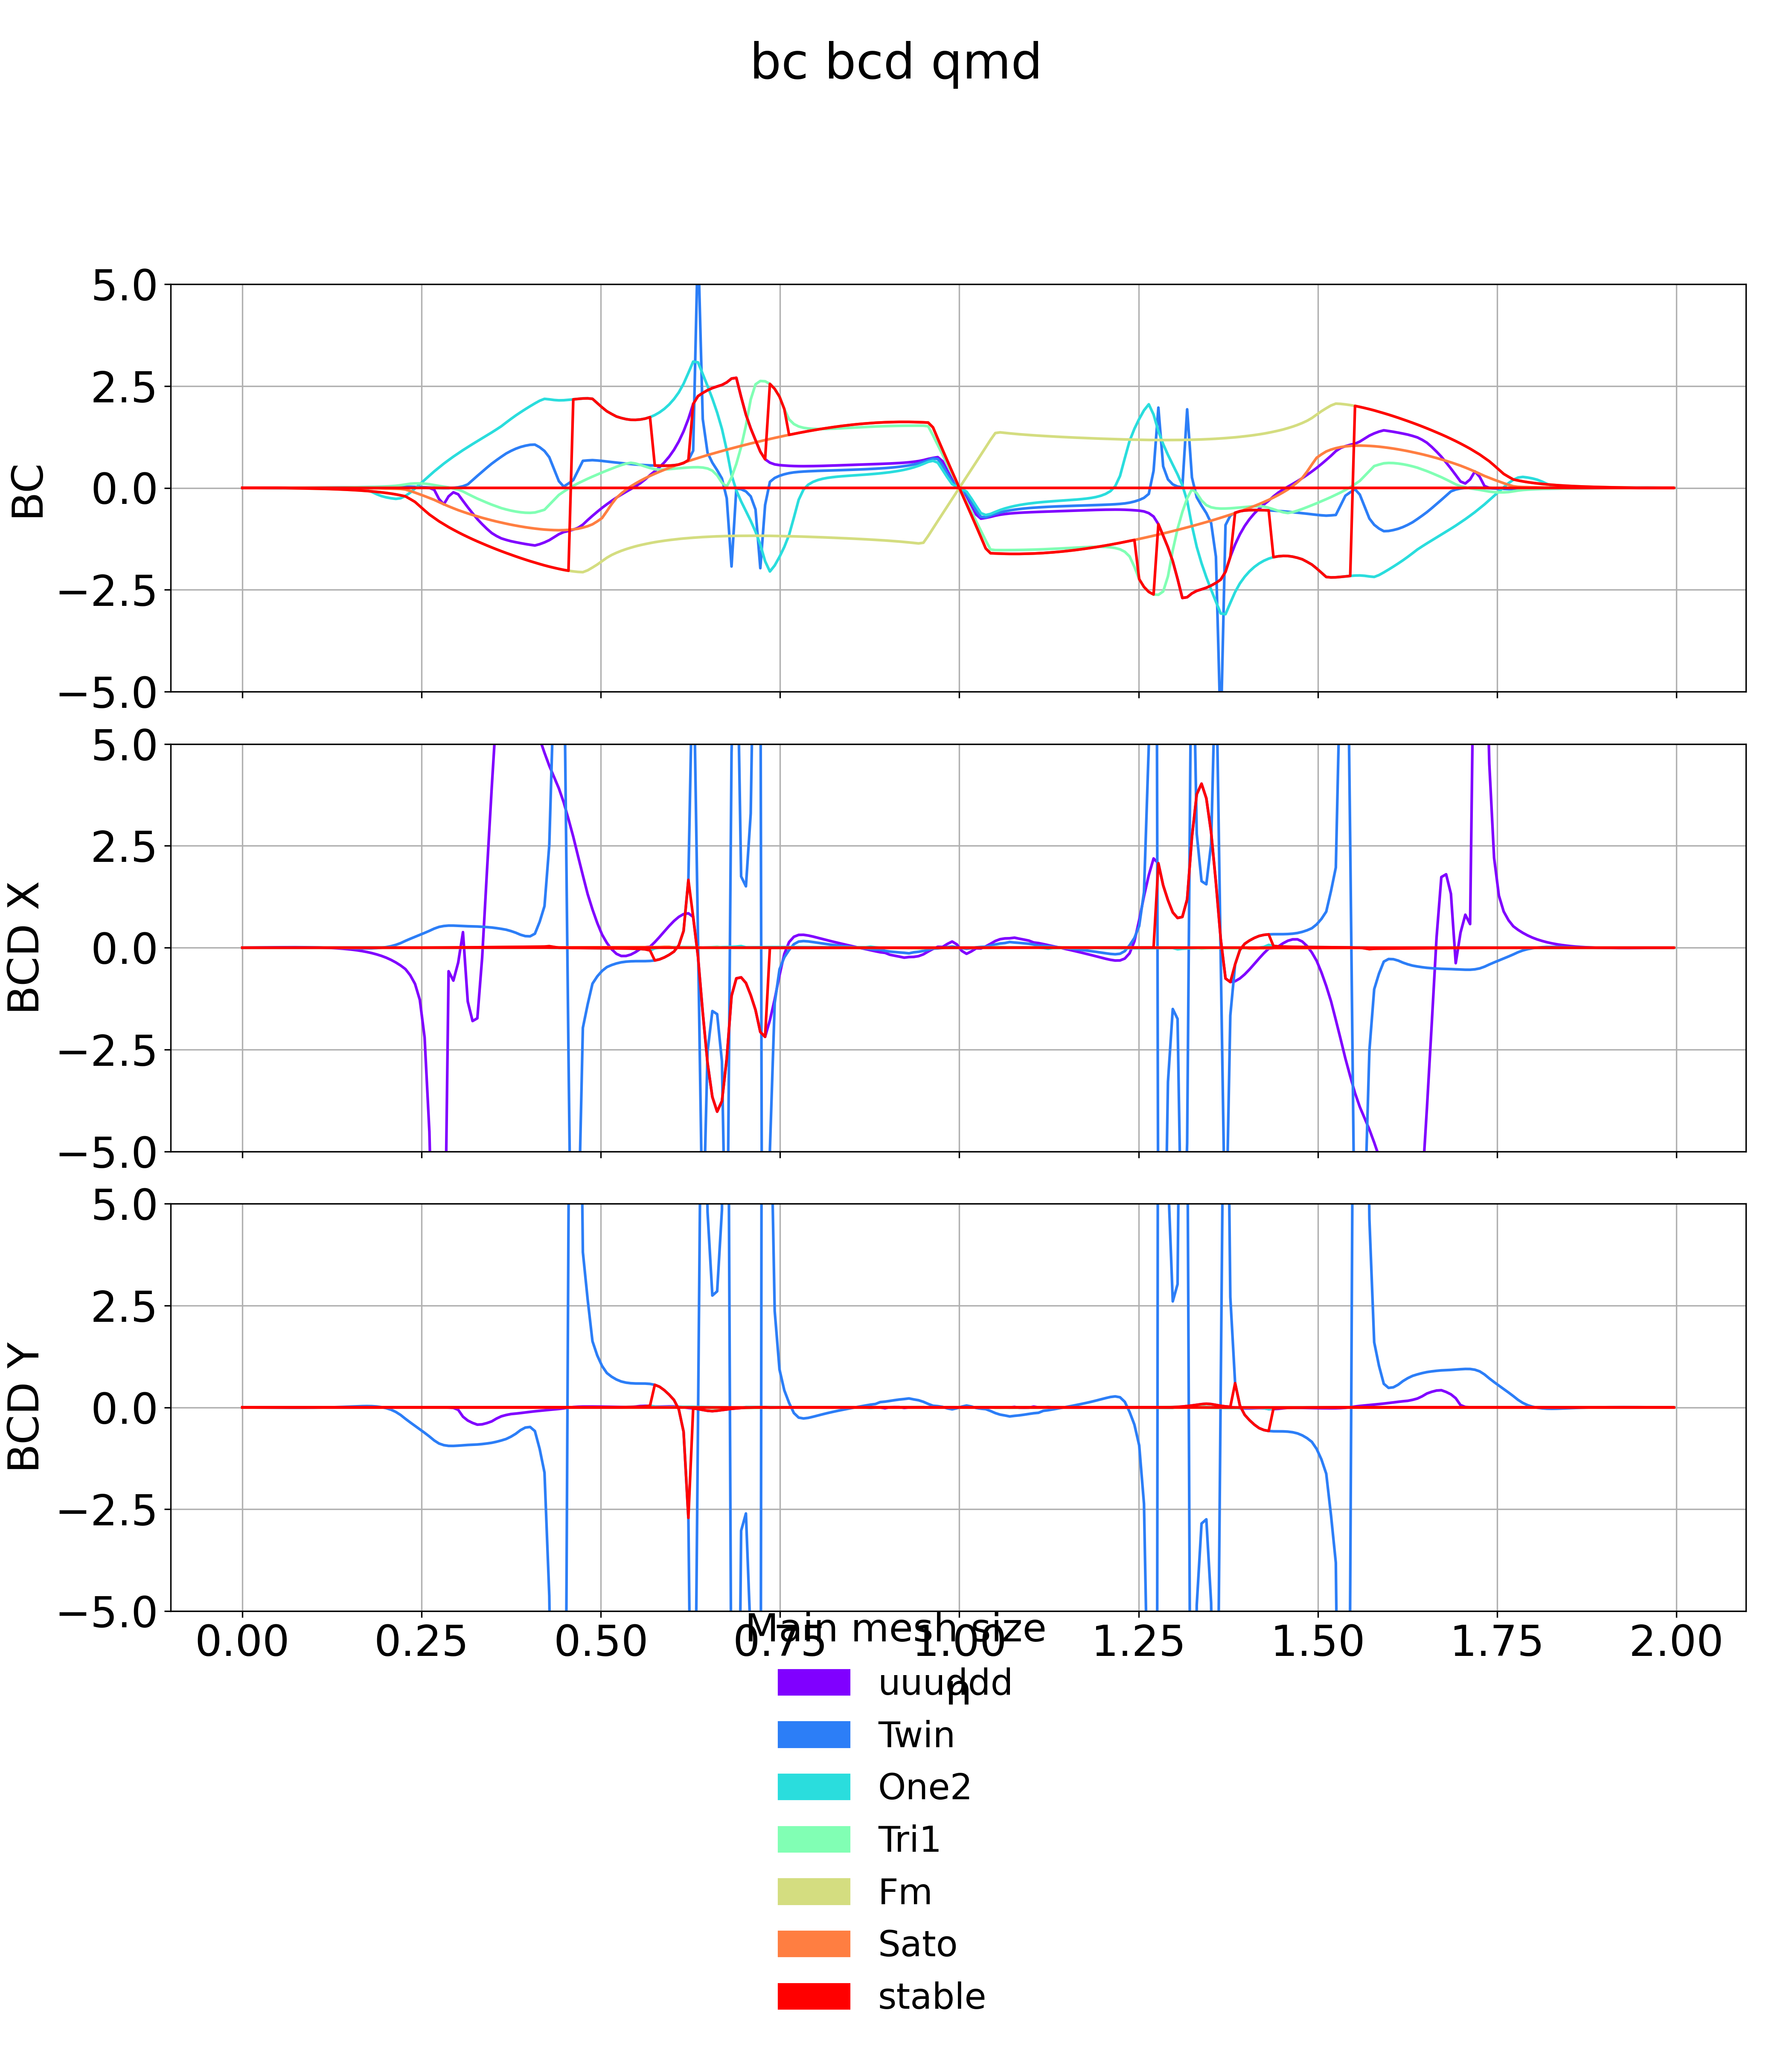 bc bcd qmd
5.0
2.5
0.0
−2.5
−5.0
BC
5.0
2.5
0.0
−2.5
−5.0
BCD X
5.0
2.5
0.0
−2.5
−5.0
BCD Y
0.00 0.25 0.50 0.75 1.00 1.25 1.50 1.75 2.00
Main mesh size
n
uuuddd
Twin
One2
Tri1
Fm
Sato
stable